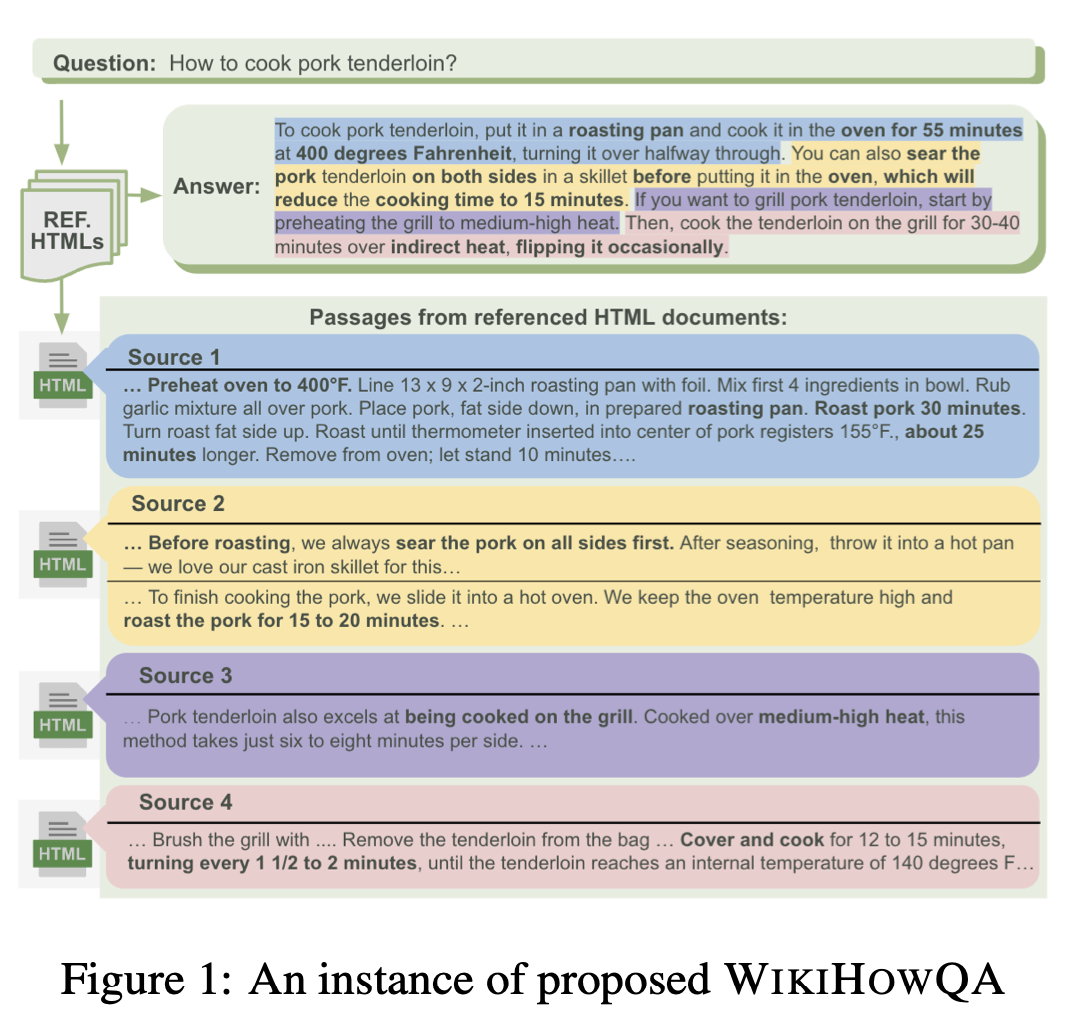 Question: How to cook pork tenderloin?
To cook pork tenderloin, put it in a roasting pan and cook it in the oven for 55 minutes
at 400 degrees Fahrenheit, turning it over halfway through. You can also sear the
pork tenderloin on both sides in a skillet before putting it in the oven, which will
Answer:
reduce the cooking time to 15 minutes. If you want to grill pork tenderloin, start by
preheating the grill to medium-high heat. Then, cook the tenderloin on the grill for 30-40
minutes over indirect heat, flipping it occasionally.
REF.
HTMLs
Passages from referenced HTML documents:
Source 1
HTML
... Preheat oven to 400°F. Line 13 x 9 x 2-inch roasting pan with foil. Mix first 4 ingredients in bowl. Rub
garlic mixture all over pork. Place pork, fat side down, in prepared roasting pan. Roast pork 30 minutes.
Turn roast fat side up. Roast until thermometer inserted into center of pork registers 155°F., about 25
minutes longer. Remove from oven; let stand 10 minutes....
Source 2
HTML
... Before roasting, we always sear the pork on all sides first. After seasoning, throw it into a hot pan
— we love our cast iron skillet for this...
... To finish cooking the pork, we slide it into a hot oven. We keep the oven temperature high and
roast the pork for 15 to 20 minutes. ...
Source 3
HTML
... Pork tenderloin also excels at being cooked on the grill. Cooked over medium-high heat, this
method takes just six to eight minutes per side. ...
Source 4
HTML
... Brush the grill with .... Remove the tenderloin from the bag ... Cover and cook for 12 to 15 minutes,
turning every 1 1/2 to 2 minutes, until the tenderloin reaches an internal temperature of 140 degrees F...
Figure 1: An instance of proposed WIKIHOWQA